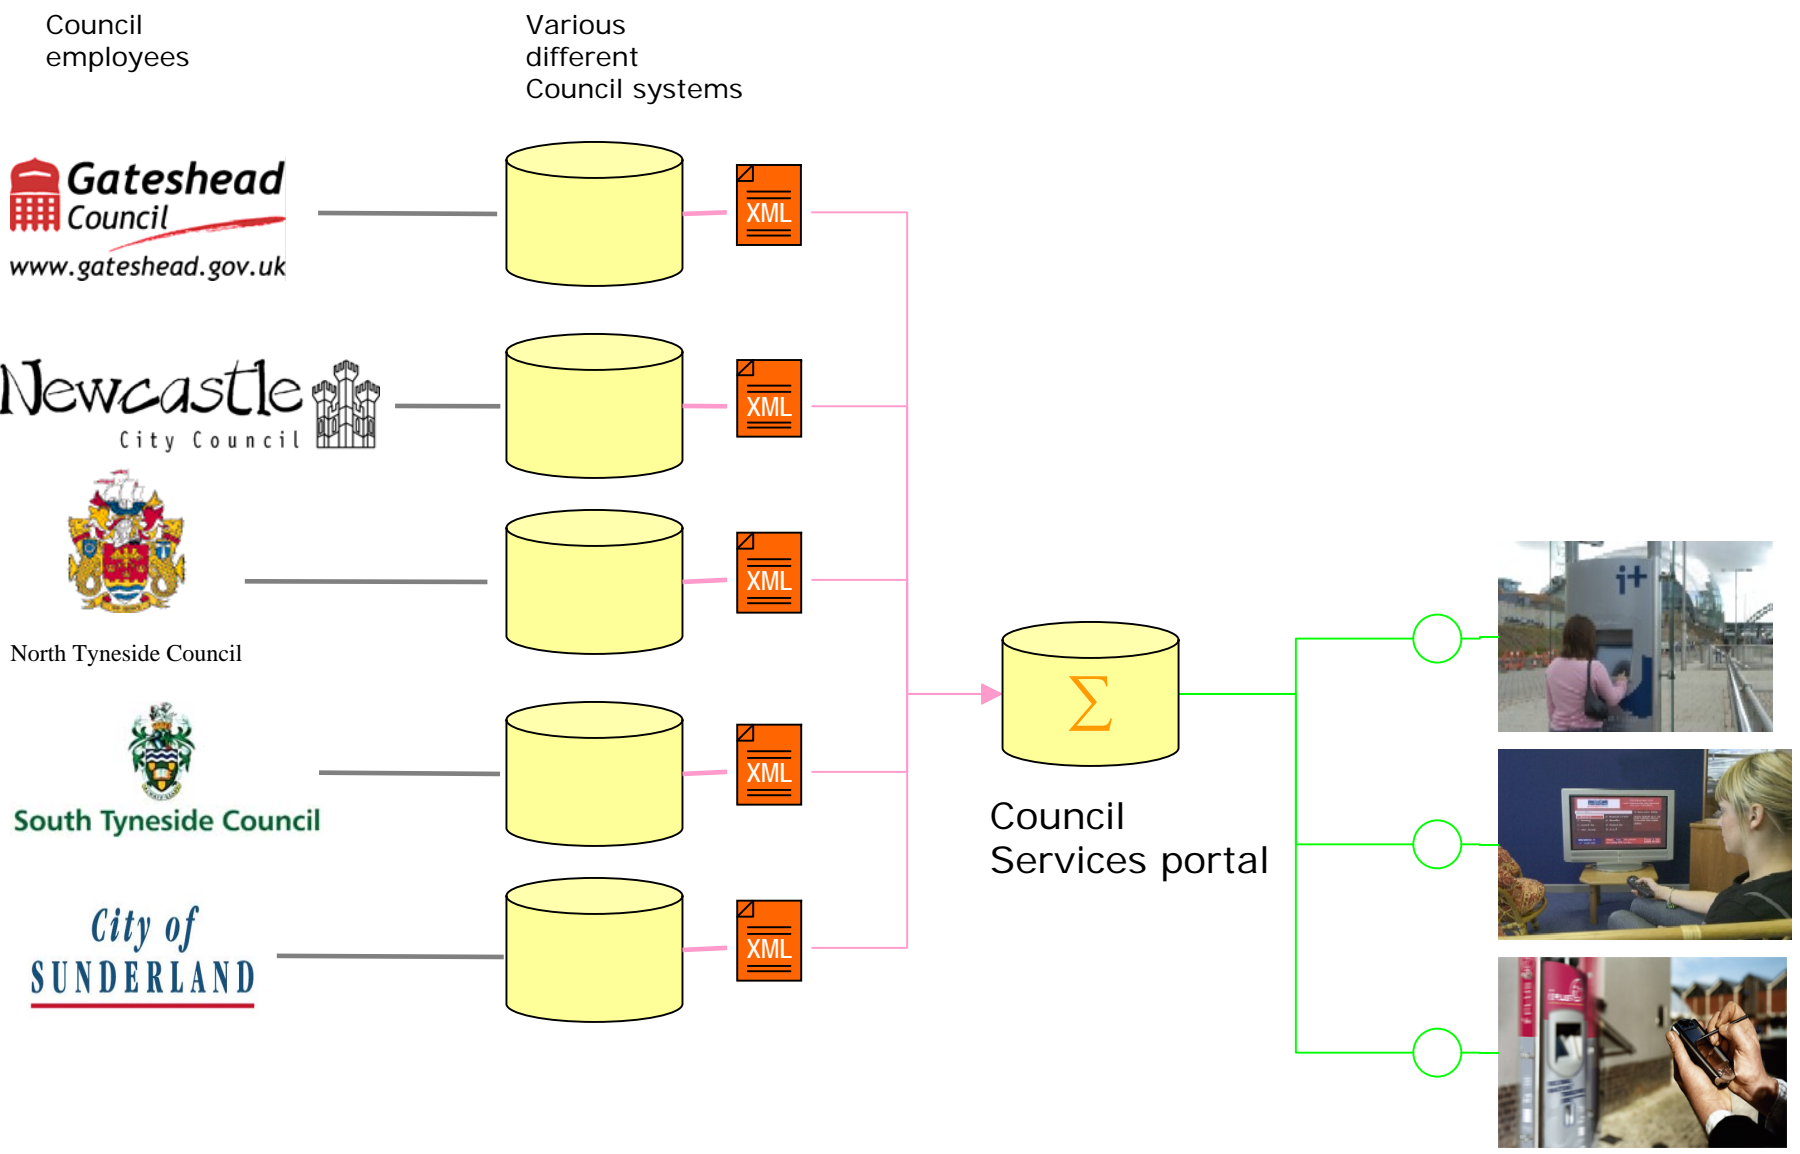 Council
employees
Various
different
Council systems
Gateshead
Council
www.gateshead.gov.uk
XML
Newcastle
City Council
XML
XML
North Tyneside Council
XML
South Tyneside Council
City of
SUNDERLAND
XML
Σ
Council
Services portal
i+